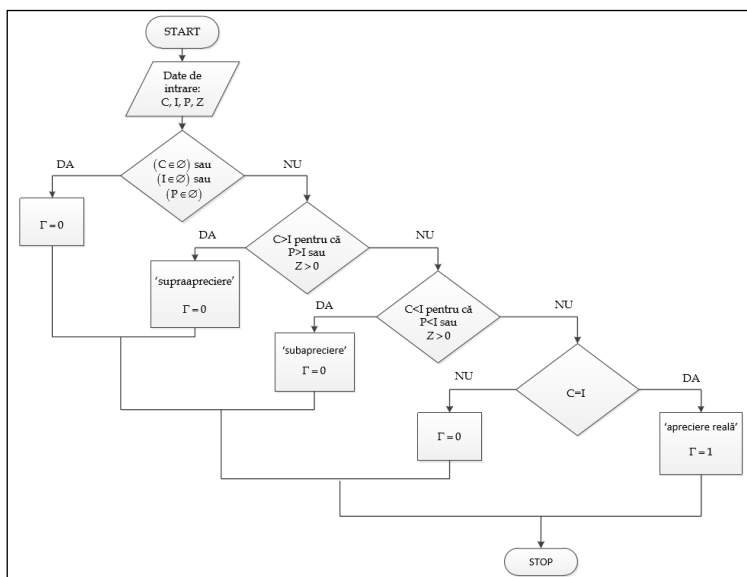 START
Date de
intrare:
C, I, P, Z
DA
(C∈∅) sau
(I∈∅) sau
(P∈∅)
NU
Γ = 0
DA
C>I pentru că
P>I sau
Z > 0
NU
‘supraapreciere’
Γ = 0
DA
C<I pentru că
P<I sau
Z > 0
NU
‘subapreciere’
Γ = 0
NU
C=I
DA
Γ = 0
‘apreciere reală’
Γ = 1
STOP